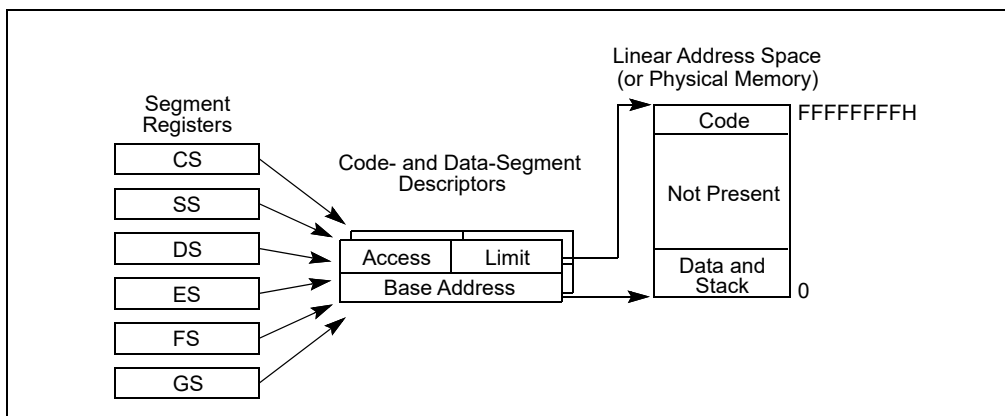 Linear Address Space
(or Physical Memory)
Segment
Registers
CS
SS
DS
ES
FS
GS
Code- and Data-Segment
Descriptors
Access
Limit
Base Address
Code
FFFFFFFFH
Not Present
Data and
Stack
0